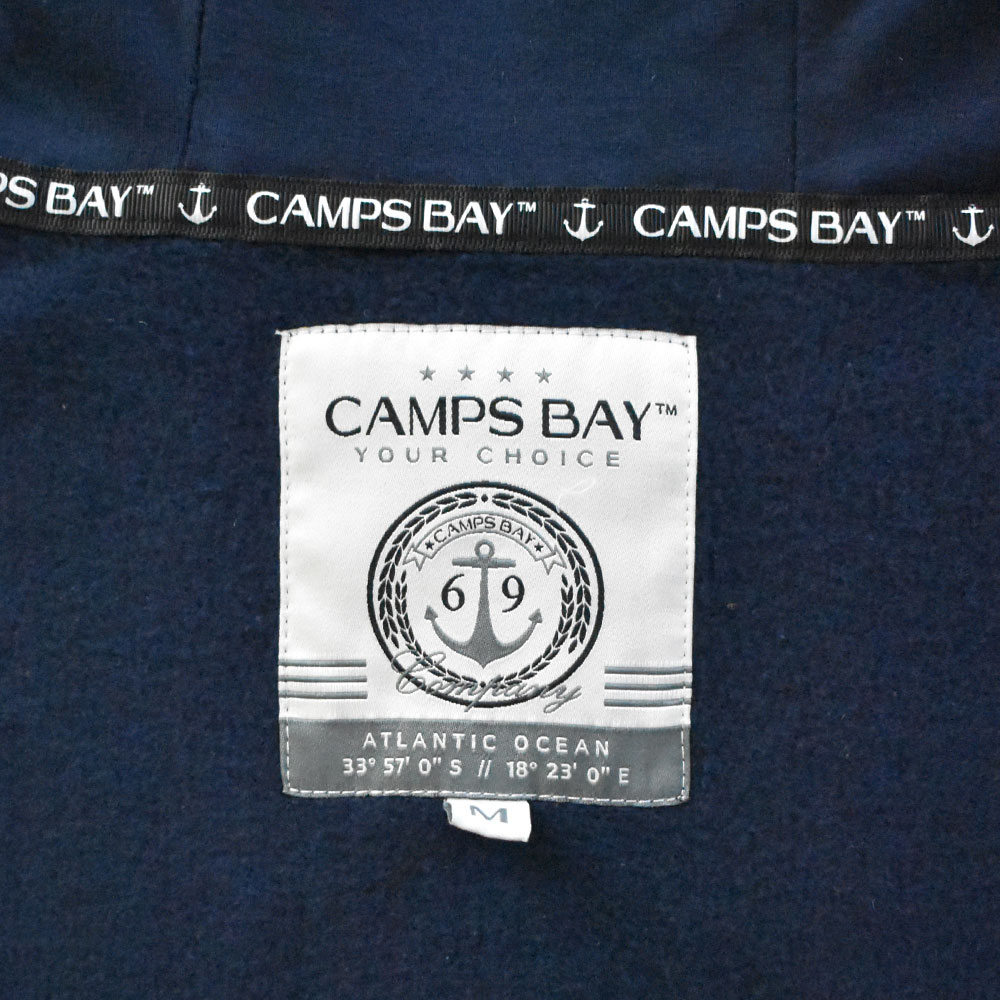 PS BAY™ CAMPS BAY™ CAMPS BAY™
CAMPS BAY™
YOUR CHOICE
CAMPS BAY
6 9
Company
ATLANTIC OCEAN
33° 57' 0" S // 18° 23' 0" E
M